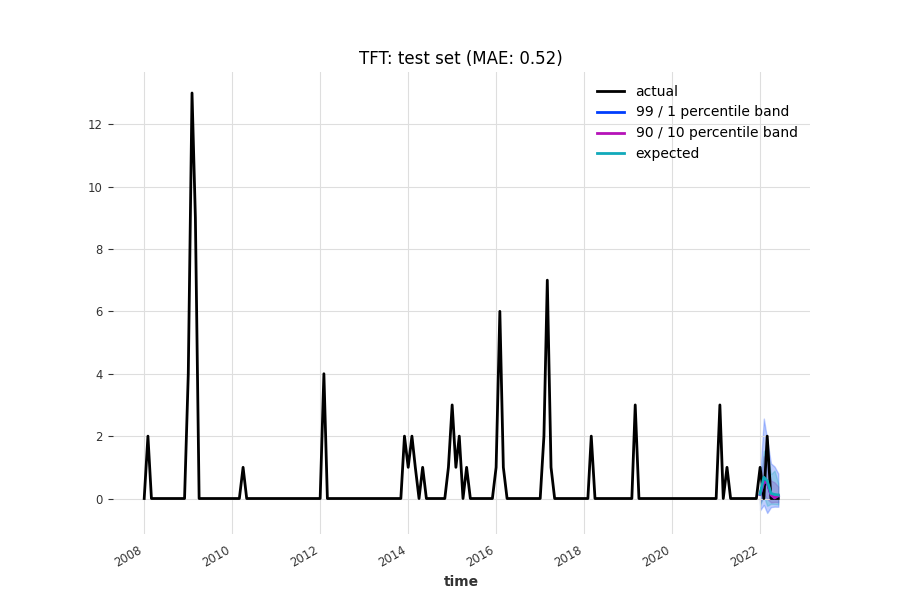 TFT: test set (MAE: 0.52)
actual
99 / 1 percentile band
90 / 10 percentile band
expected
12
10
8
6
4
2
0
2008
2010
2012
2014
2016
2018
2020
2022
time